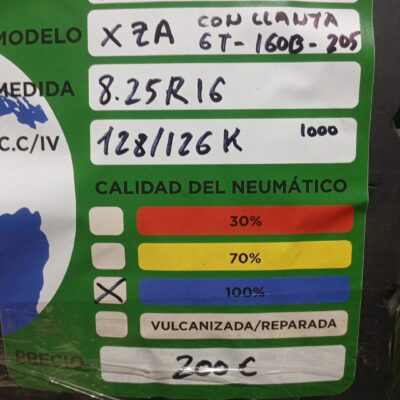 CON LLANTA
MODELO XZA 6T-160B-205
MEDIDA 8.25R16
C.C/IV 128/126K 1000
CALIDAD DEL NEUMÁTICO
30%
70%
100%
VULCANIZADA/REPARADA
PRECIO 200 €